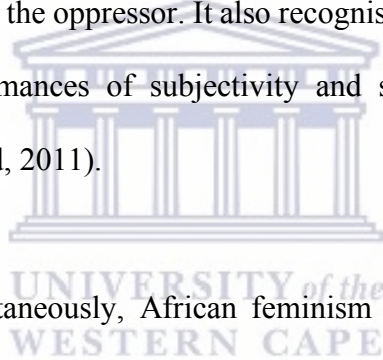 the oppressor. It also recognis
mances of subjectivity and s
, 2011).
UNIVERSITY of the
taneously, African feminism
WESTERN CAPE